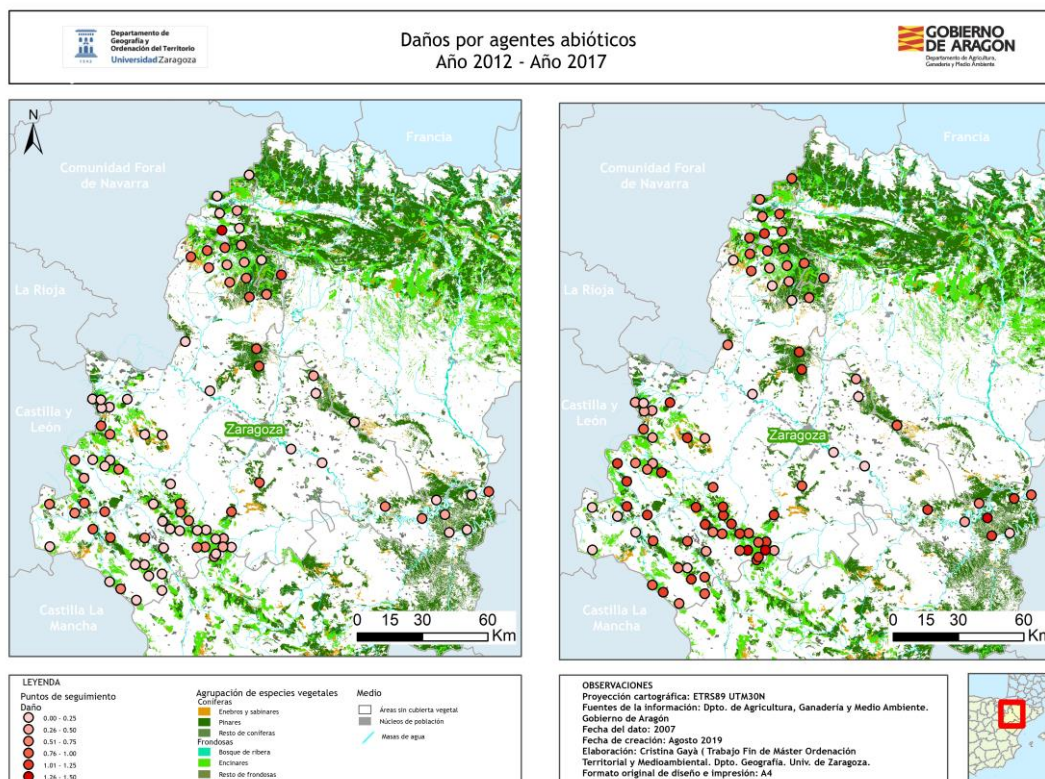 Departamento de
Geografía y
Ordenación del Territorio
Universidad Zaragoza
Daños por agentes abióticos
Año 2012 - Año 2017
GOBIERNO
DE ARAGON
Departamento de Agricultura,
Ganadería y Medio Ambiente
N
Francia
Comunidad Foral
de Navarra
La Rioja
Castilla y
León
Zaragoza
Castilla La
Mancha
0 15 30 60
Km
Francia
Comunidad Foral
de Navarra
La Rioja
Castilla y
León
Zaragoza
Castilla La
Mancha
0 15 30 60
Km
LEYENDA
Puntos de seguimiento
Daño
0.00 - 0.25
0.26 - 0.50
0.51 - 0.75
0.76 - 1.00
1.01 - 1.25
1.26 - 1.50
Agrupación de especies vegetales
Coníferas
Enebros y sabinares
Pinares
Resto de coníferas
Frondosas
Bosque de ribera
Encinares
Resto de frondosas
Medio
Áreas sin cubierta vegetal
Núcleos de población
Masas de agua
OBSERVACIONES
Proyección cartográfica: ETRS89 UTM30N
Fuentes de la información: Dpto. de Agricultura, Ganadería y Medio Ambiente.
Gobierno de Aragón
Fecha del dato: 2007
Fecha de creación: Agosto 2019
Elaboración: Cristina Gayà ( Trabajo Fin de Máster Ordenación
Territorial y Medioambiental. Dpto. Geografía. Univ. de Zaragoza.
Formato original de diseño e impresión: A4